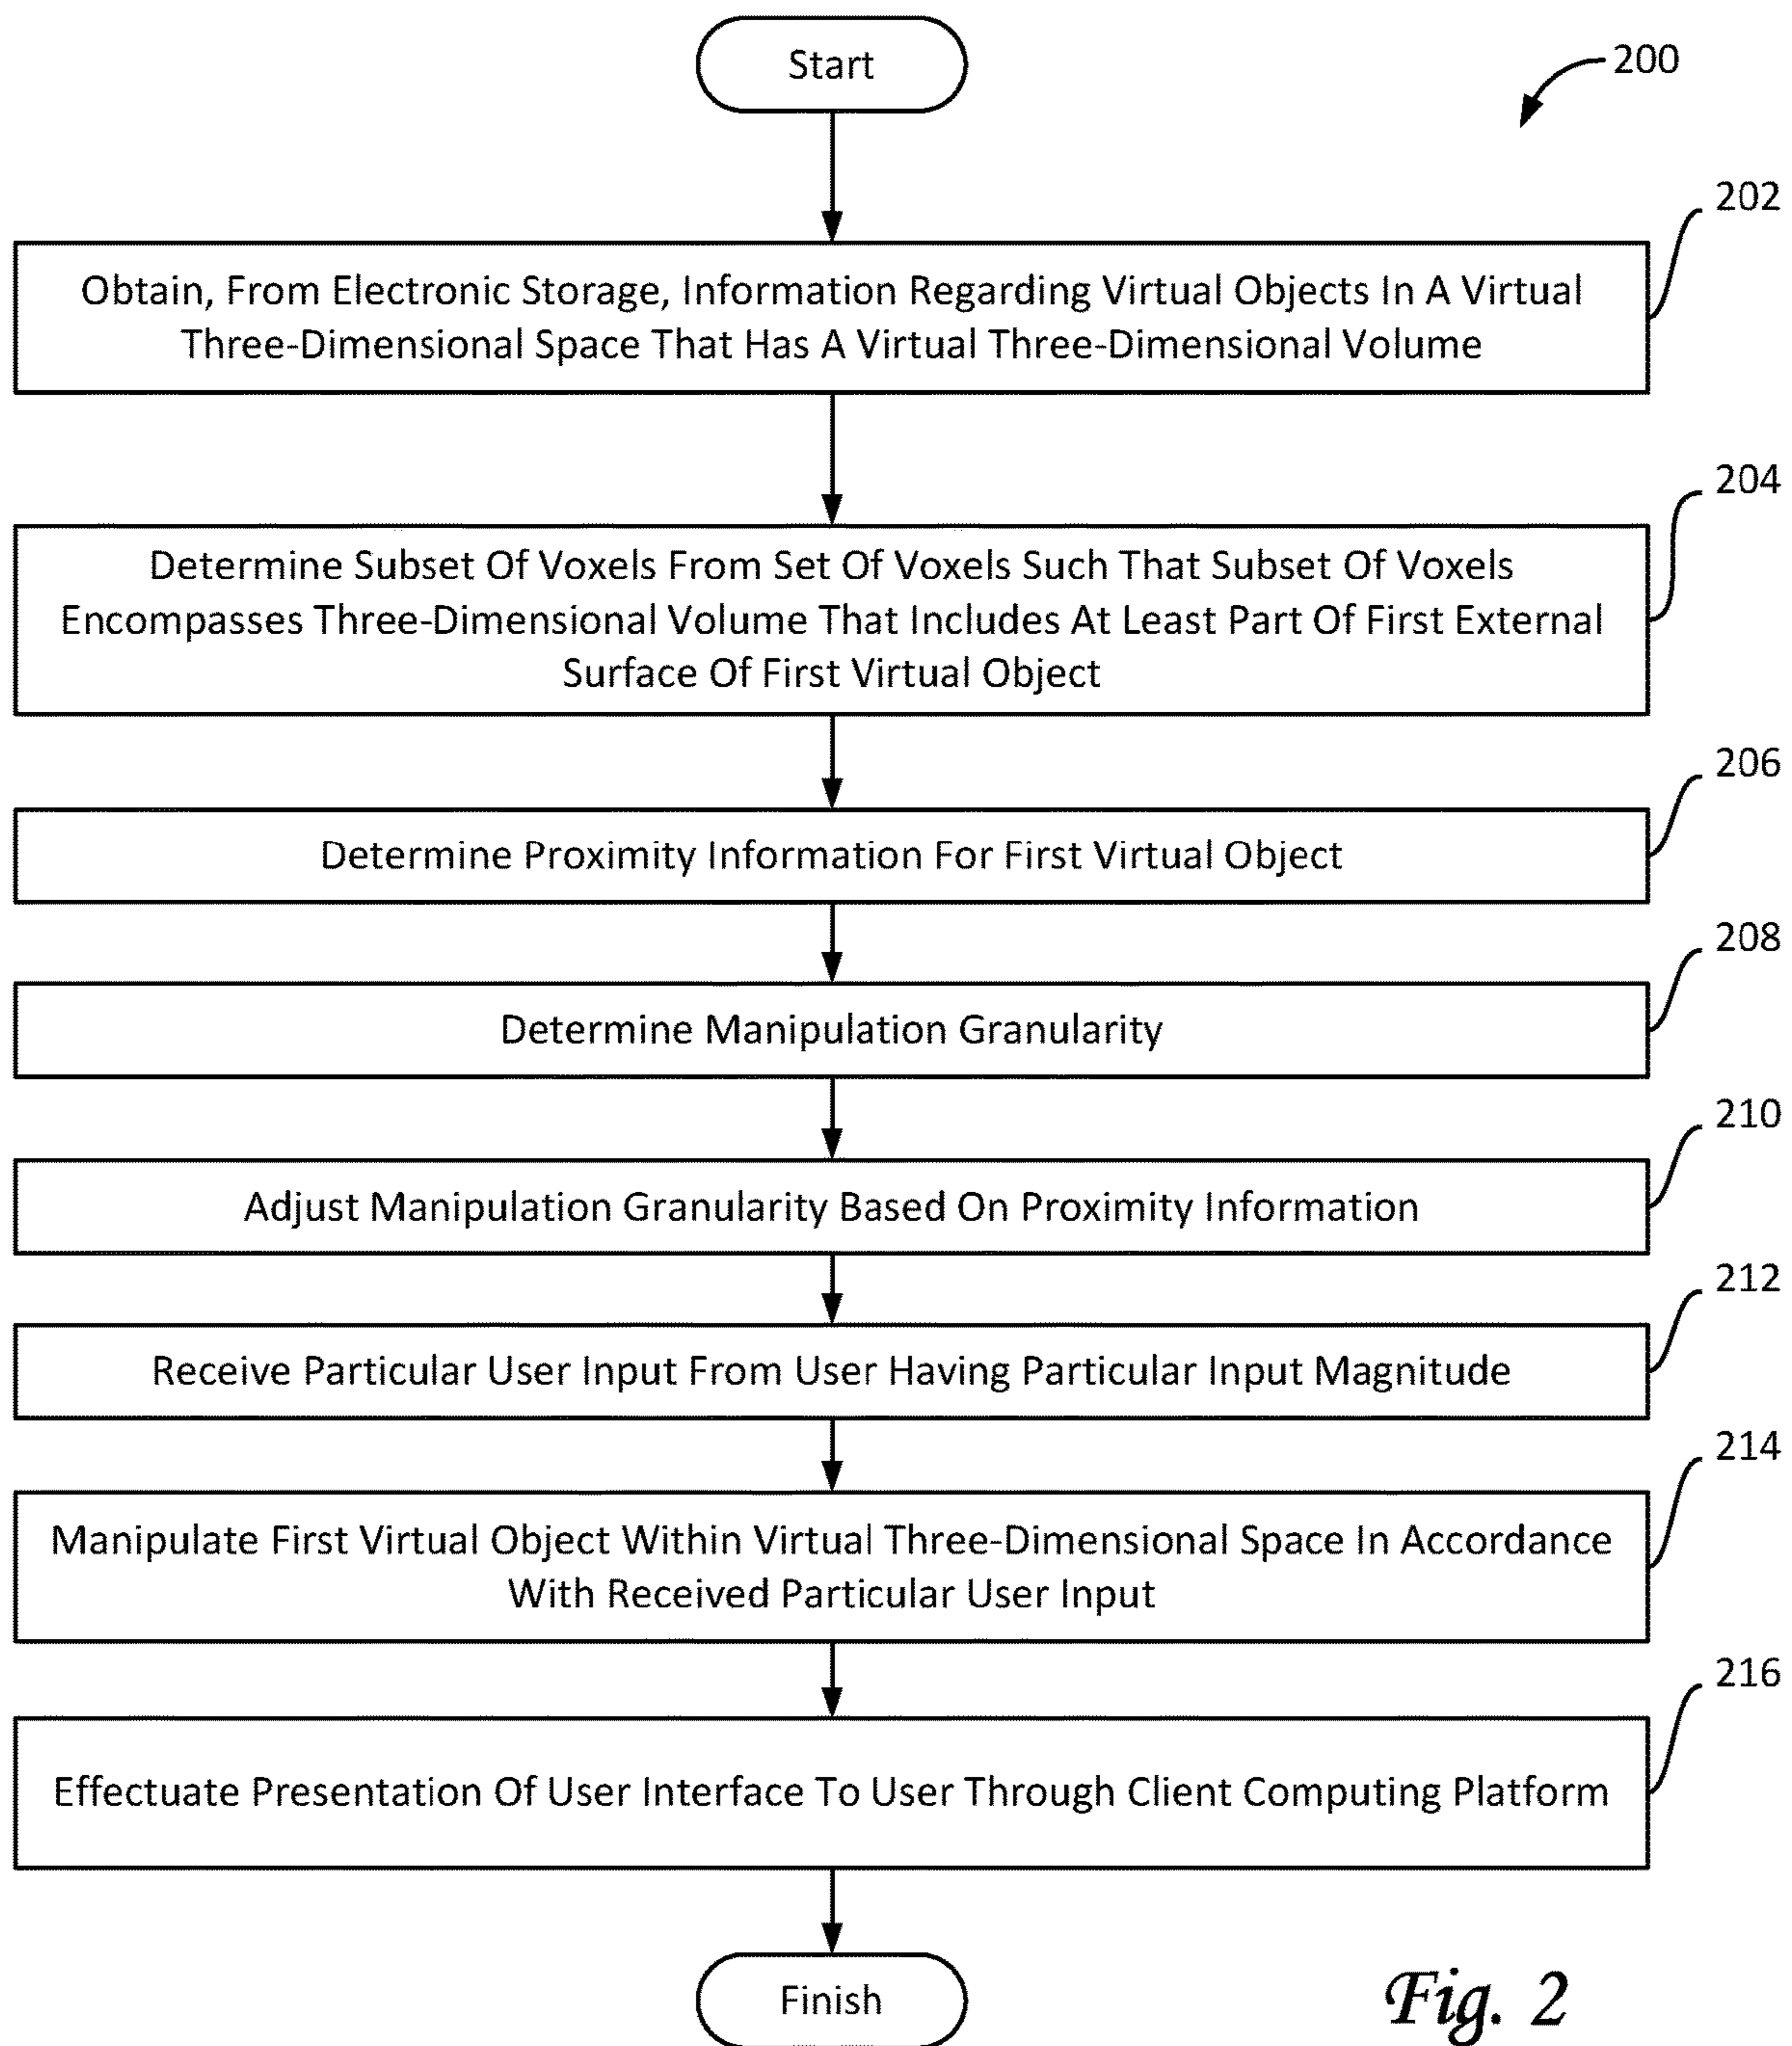 Start
200
202
Obtain, From Electronic Storage, Information Regarding Virtual Objects In A Virtual
Three-Dimensional Space That Has A Virtual Three-Dimensional Volume
204
Determine Subset Of Voxels From Set Of Voxels Such That Subset Of Voxels
Encompasses Three-Dimensional Volume That Includes At Least Part Of First External
Surface Of First Virtual Object
206
Determine Proximity Information For First Virtual Object
208
Determine Manipulation Granularity
210
Adjust Manipulation Granularity Based On Proximity Information
212
Receive Particular User Input From User Having Particular Input Magnitude
214
Manipulate First Virtual Object Within Virtual Three-Dimensional Space In Accordance
With Received Particular User Input
216
Effectuate Presentation Of User Interface To User Through Client Computing Platform
Finish
Fig. 2